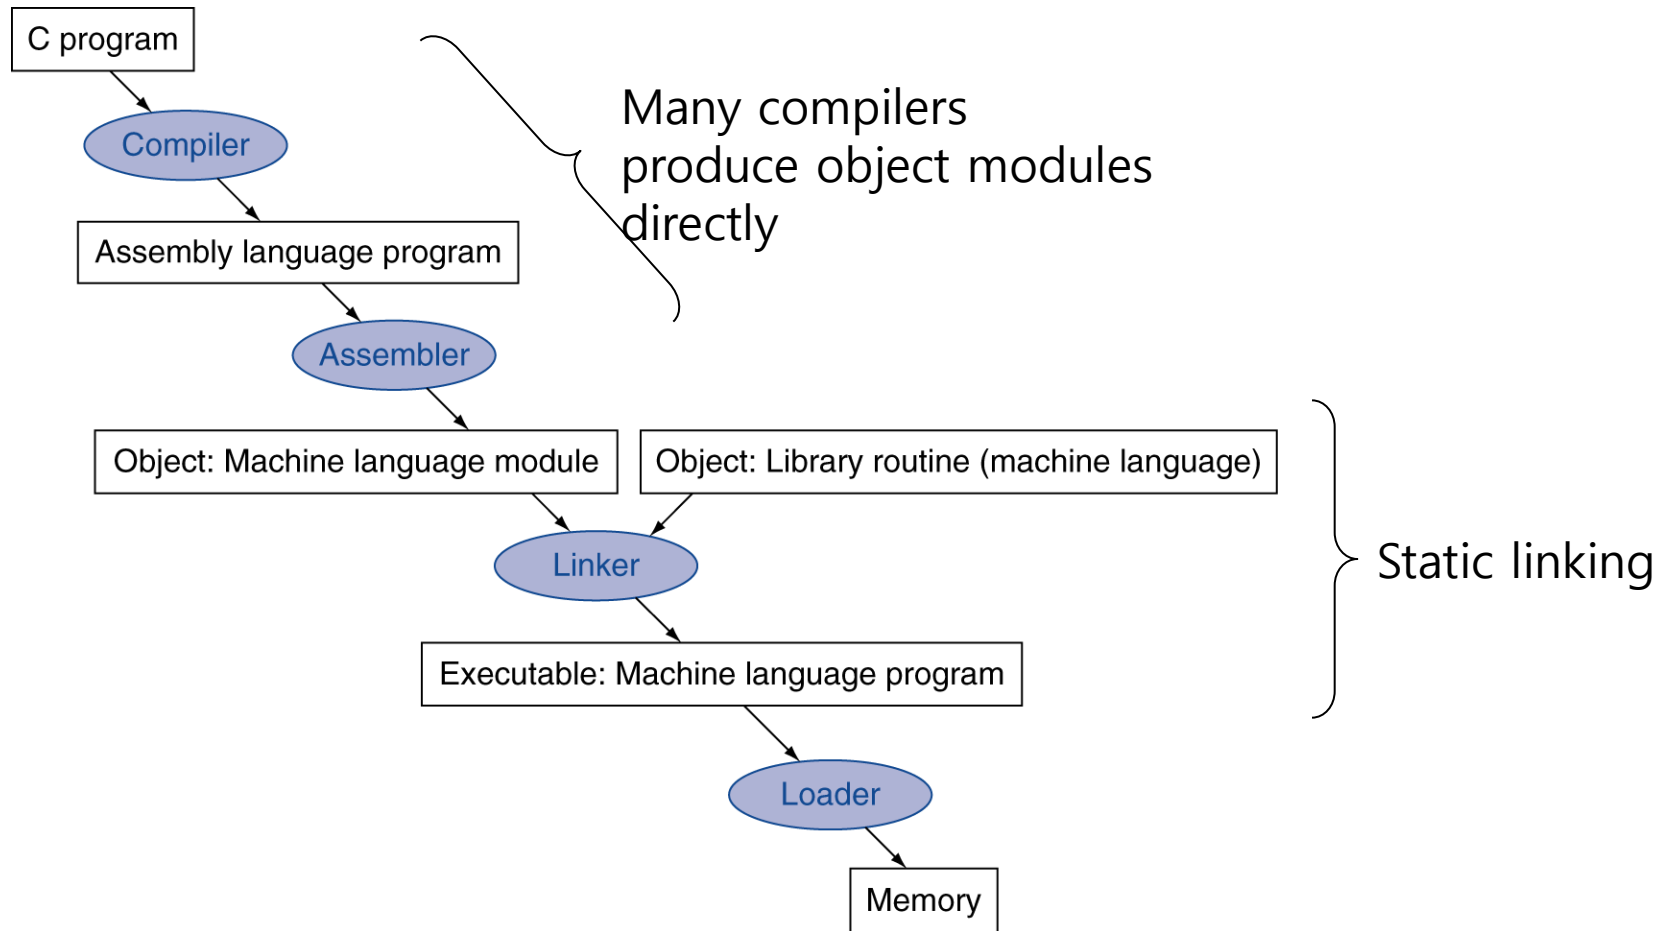 C program
Many compilers
produce object modules
directly
Compiler
Assembly language program
Assembler
Object: Machine language module
Object: Library routine (machine language)
Linker
Static linking
Executable: Machine language program
Loader
Memory